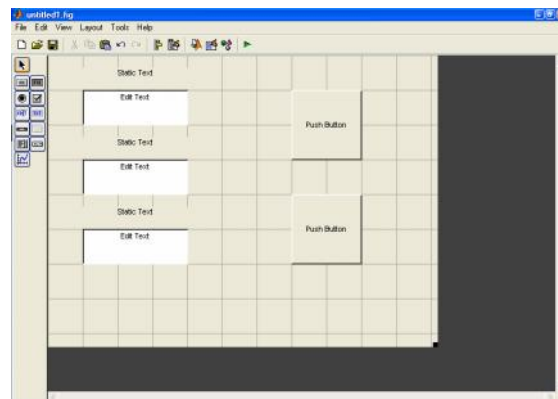 untitled1.fig
File Edit View Layout Tools Help
Static Text
Edit Text
Push Button
Static Text
Edit Text
Static Text
Push Button
Edit Text